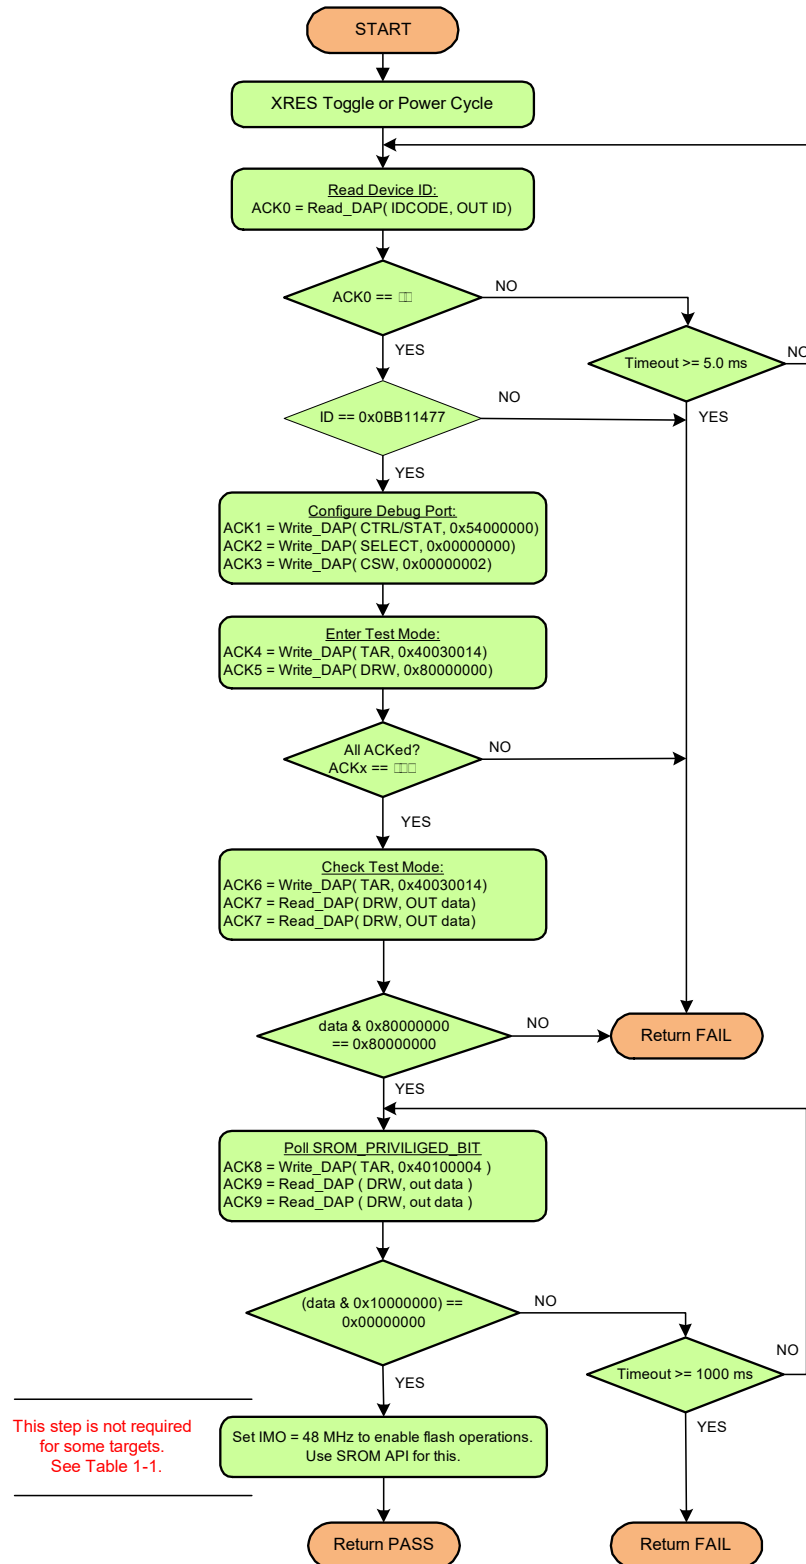 START
XRES Toggle or Power Cycle
Read Device ID:
ACK0 = Read_DAP( IDCODE, OUT ID)
ACK0 ==
NO
YES
Timeout >= 5.0 ms
NO
YES
ID == 0x0BB11477
NO
YES
Configure Debug Port:
ACK1 = Write_DAP( CTRL/STAT, 0x54000000)
ACK2 = Write_DAP( SELECT, 0x00000000)
ACK3 = Write_DAP( CSW, 0x00000002)
Enter Test Mode:
ACK4 = Write_DAP( TAR, 0x40030014)
ACK5 = Write_DAP( DRW, 0x80000000)
All ACKed?
ACKx ==
NO
YES
Check Test Mode:
ACK6 = Write_DAP( TAR, 0x40030014)
ACK7 = Read_DAP( DRW, OUT data)
ACK7 = Read_DAP( DRW, OUT data)
data & 0x80000000
== 0x80000000
NO
Return FAIL
YES
Poll SROM_PRIVILIGED_BIT
ACK8 = Write_DAP( TAR, 0x40100004 )
ACK9 = Read_DAP ( DRW, out data )
ACK9 = Read_DAP ( DRW, out data )
(data & 0x10000000) ==
0x00000000
NO
YES
Timeout >= 1000 ms
NO
YES
This step is not required
for some targets.
See Table 1-1.
Set IMO = 48 MHz to enable flash operations.
Use SROM API for this.
Return PASS
Return FAIL